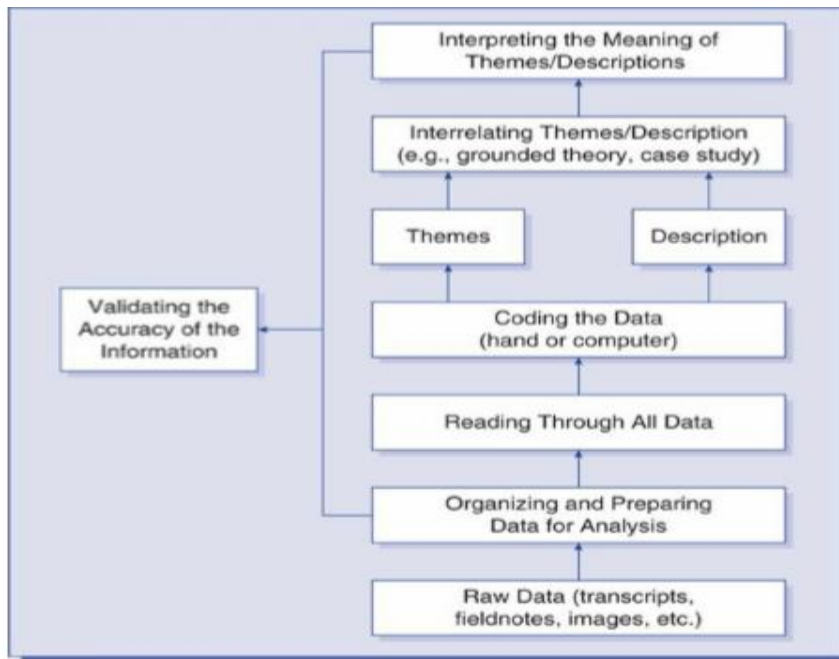 Interpreting the Meaning of
Themes/Descriptions
Interrelating Themes/Description
(e.g., grounded theory, case study)
Themes
Description
Validating the
Accuracy of the
Information
Coding the Data
(hand or computer)
Reading Through All Data
Organizing and Preparing
Data for Analysis
Raw Data (transcripts,
fieldnotes, images, etc.)